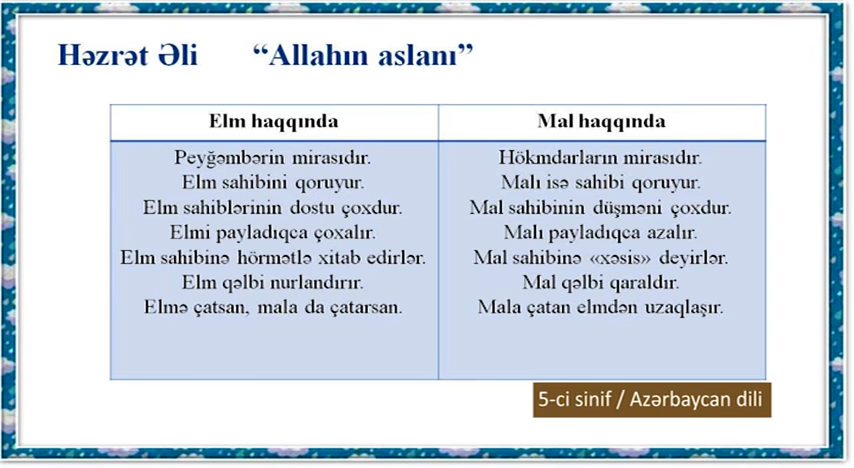 Həzrət Əli “Allahın aslanı”
Elm haqqında
Mal haqqında
Peyğəmbərin mirasıdır.
Elm sahibini qoruyur.
Elm sahiblərinin dostu çoxdur.
Elmi payladıqca çoxalır.
Elm sahibinə hörmətlə xitab edirlər.
Elm qəlbi nurlandırır.
Elmə çatsan, mala da çatarsan.
Hökmdarların mirasıdır.
Malı isə sahibi qoruyur.
Mal sahibinin düşməni çoxdur.
Malı payladıqca azalır.
Mal sahibinə «xəsis» deyirlər.
Mal qəlbi qaraldır.
Mala çatan elmdən uzaqlaşır.
5-ci sinif / Azərbaycan dili